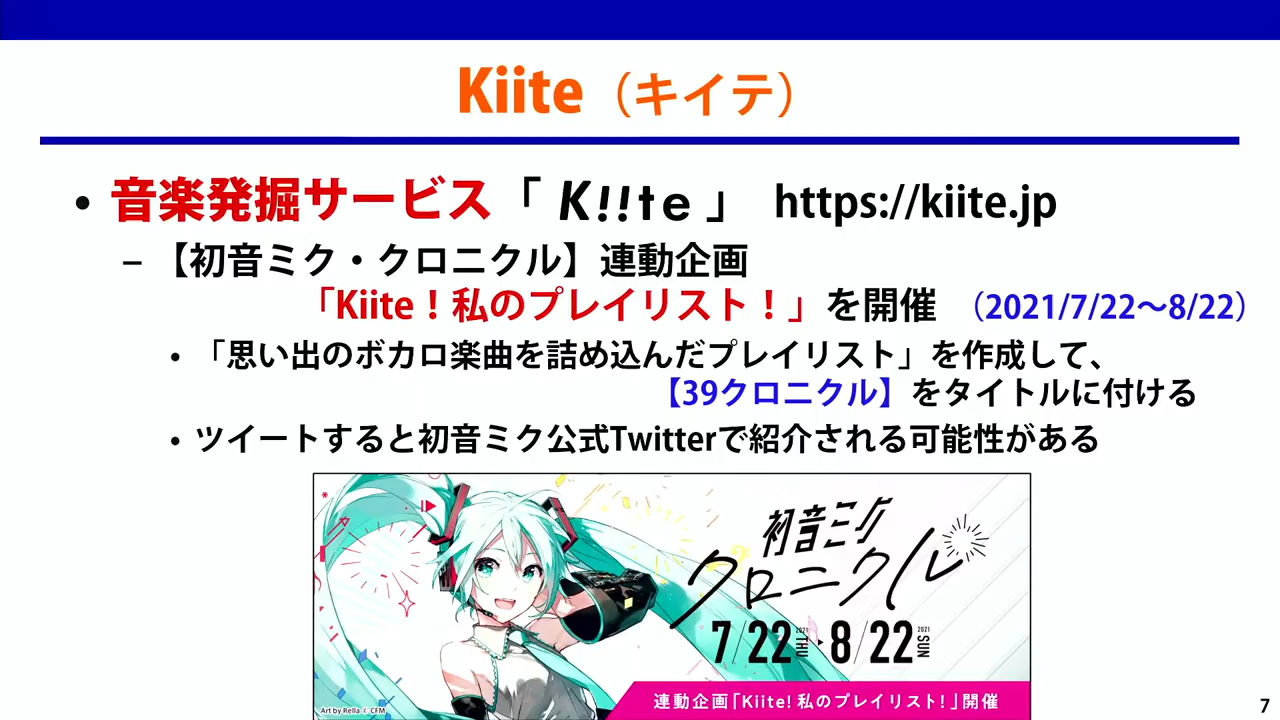 Kiite（キイテ）
• 音楽発掘サービス「K!!te」 https://kiite.jp
– 【初音ミク・クロニクル】連動企画
「Kiite！私のプレイリスト！」を開催 （2021/7/22～8/22）
• 「思い出のボカロ楽曲を詰め込んだプレイリスト」を作成して、
【39クロニクル】をタイトルに付ける
• ツイートすると初音ミク公式Twitterで紹介される可能性がある
初音ミク
クロニクル
7/22 2021 THU ▶ 8/22 2021 SUN
連動企画「Kiite! 私のプレイリスト!」開催
Art by Rella © CFM
7